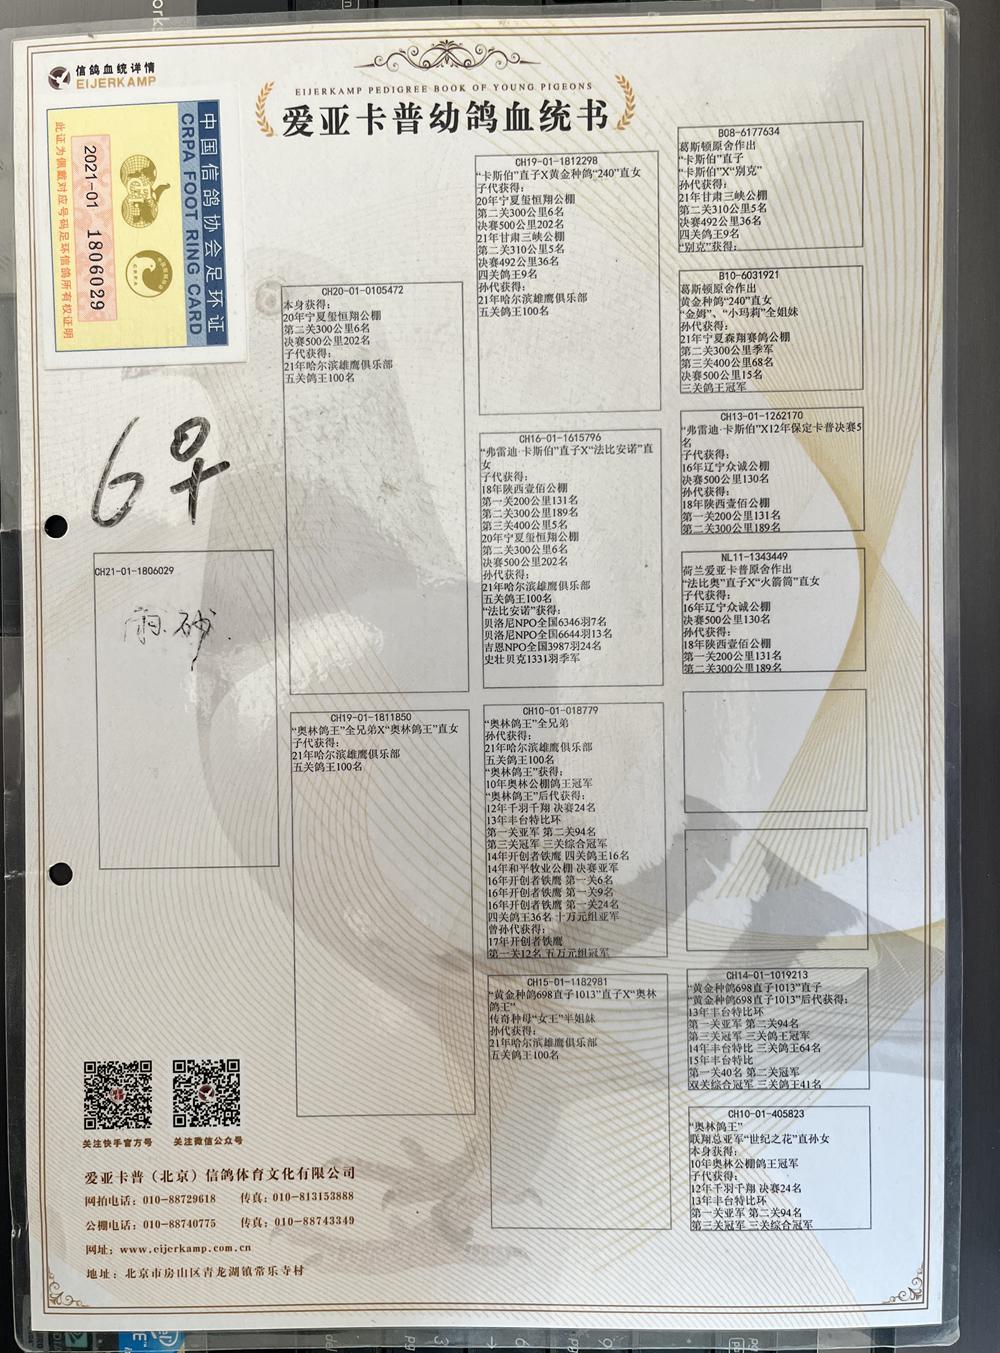 信鸽血统详情
EIJERKAMP
EIJERKAMP PEDIGREE BOOK OF YOUNG PIGEONS
爱亚卡普幼鸽血统书
中国信鸽协会足环证
CRPA FOOT RING CARD
2021-01 1806029
此证为佩戴对应号码足环信鸽所有权证明
6早
CH21-01-1806029
雨砂.
CH20-01-0105472
本身获得:
20年宁夏玺恒翔公棚
第二关300公里6名
决赛500公里202名
子代获得:
21年哈尔滨雄鹰俱乐部
五关鸽王100名
CH19-01-1811850
“奥林鸽王”全兄弟X“奥林鸽王”直女
子代获得:
21年哈尔滨雄鹰俱乐部
五关鸽王100名
CH19-01-1812298
“卡斯伯”直子X黄金种鸽“240”直女
子代获得:
20年宁夏玺恒翔公棚
第二关300公里6名
决赛500公里202名
21年甘肃三峡公棚
第二关310公里5名
决赛492公里36名
四关鸽王9名
孙代获得:
21年哈尔滨雄鹰俱乐部
五关鸽王100名
CH16-01-1615796
“弗雷迪·卡斯伯”直子X“法比安诺”直
女
子代获得:
18年陕西壹佰公棚
第一关200公里131名
第二关300公里189名
第三关400公里5名
20年宁夏玺恒翔公棚
第二关300公里6名
决赛500公里202名
孙代获得:
21年哈尔滨雄鹰俱乐部
五关鸽王100名
“法比安诺”获得:
贝洛尼NPO全国6346羽7名
贝洛尼NPO全国6644羽13名
吉恩NPO全国3987羽24名
史壮贝克1331羽季军
CH10-01-018779
“奥林鸽王”全兄弟
孙代获得:
21年哈尔滨雄鹰俱乐部
五关鸽王100名
“奥林鸽王”获得:
10年奥林公棚鸽王冠军
“奥林鸽王”后代获得:
12年千羽千翔 决赛24名
13年丰台特比环
第一关亚军 第二关94名
第三关冠军 三关综合冠军
14年开创者铁鹰 四关鸽王16名
14年和平牧业公棚 决赛亚军
16年开创者铁鹰 第一关6名
16年开创者铁鹰 第一关9名
16年开创者铁鹰 第一关24名
四关鸽王36名 十万元组亚军
曾孙代获得:
17年开创者铁鹰
第一关12名 五万元组冠军
CH15-01-1182981
“黄金种鸽698直子1013”直子X“奥林
鸽王”
传奇种母“女王”半姐妹
孙代获得:
21年哈尔滨雄鹰俱乐部
五关鸽王100名
B08-6177634
葛斯顿原舍作出
“卡斯伯”直子
“卡斯伯”X“别克”
孙代获得:
21年甘肃三峡公棚
第二关310公里5名
决赛492公里36名
四关鸽王9名
“别克”获得:
B10-6031921
葛斯顿原舍作出
黄金种鸽“240”直女
“金姆”、“小玛莉”全姐妹
孙代获得:
21年宁夏森翔赛鸽公棚
第二关300公里季军
第三关400公里68名
决赛500公里15名
三关鸽王冠军
CH13-01-1262170
“弗雷迪·卡斯伯”X12年保定卡普决赛5
名
子代获得:
16年辽宁众诚公棚
决赛500公里130名
孙代获得:
18年陕西壹佰公棚
第一关200公里131名
第二关300公里189名
NL11-1343449
荷兰爱亚卡普原舍作出
“法比奥”直子X“火箭筒”直女
子代获得:
16年辽宁众诚公棚
决赛500公里130名
孙代获得:
18年陕西壹佰公棚
第一关200公里131名
第二关300公里189名
CH14-01-1019213
“黄金种鸽698直子1013”直子
“黄金种鸽698直子1013”后代获得:
13年丰台特比环
第一关亚军 第二关94名
第三关冠军 三关鸽王冠军
14年丰台特比 三关鸽王64名
15年丰台特比
第一关40名 第二关冠军
双关综合冠军 三关鸽王41名
CH10-01-405823
“奥林鸽王”
联翔总亚军“世纪之花”直孙女
本身获得:
10年奥林公棚鸽王冠军
子代获得:
12年千羽千翔 决赛24名
13年丰台特比环
第一关亚军 第二关94名
第三关冠军 三关综合冠军
关注快手官方号
关注微信公众号
爱亚卡普（北京）信鸽体育文化有限公司
网拍电话: 010-88729618 传真: 010-813153888
公棚电话: 010-88740775 传真: 010-88743349
网址: www.eijerkamp.com.cn
地址: 北京市房山区青龙湖镇常乐寺村